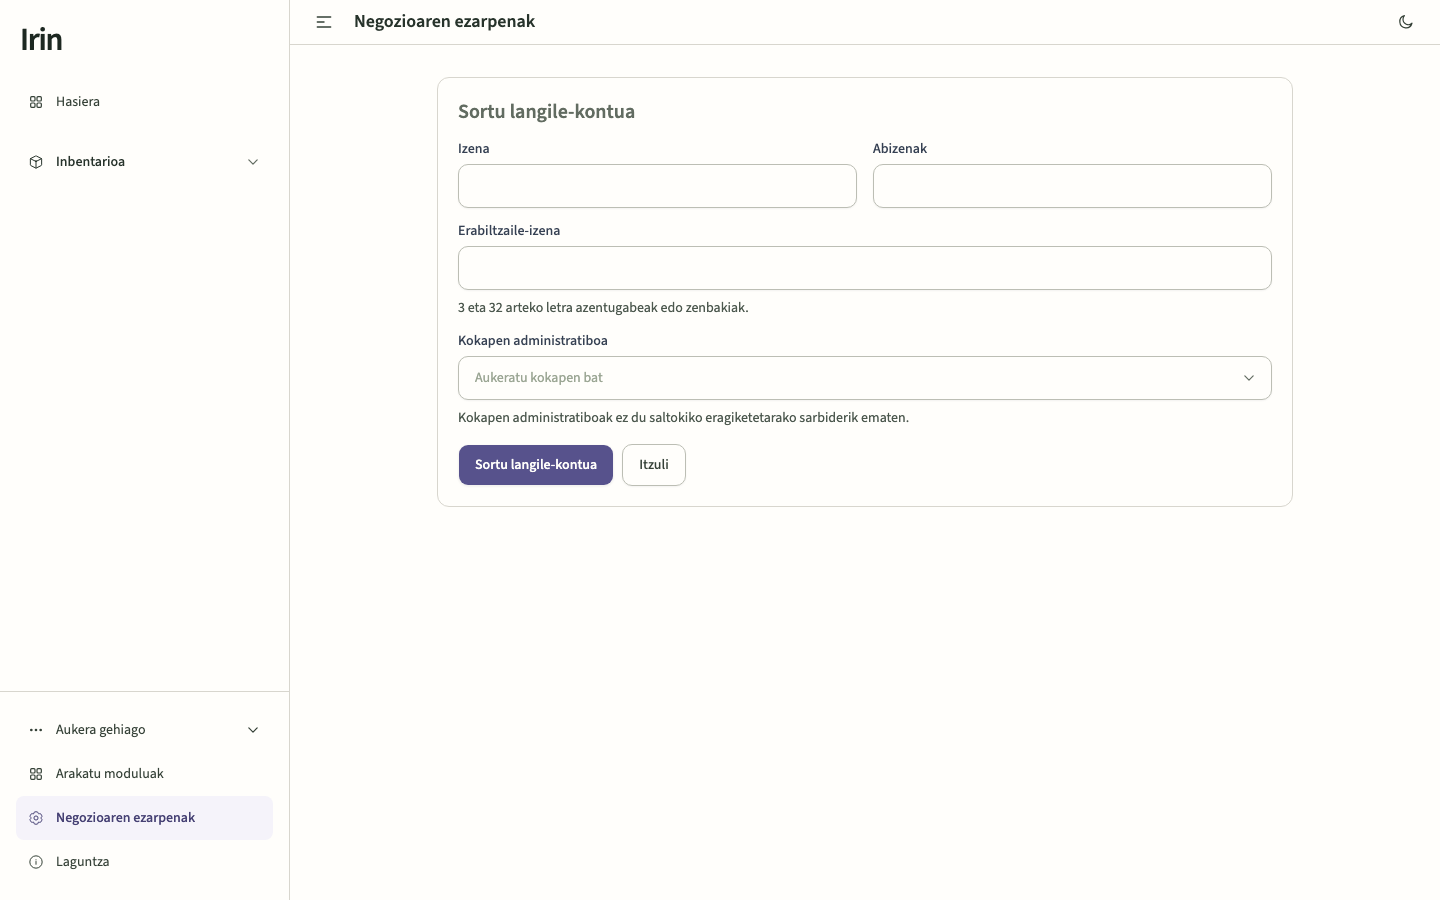 Irin
Hasiera
Inbentarioa
Aukera gehiago
Arakatu moduluak
Negozioaren ezarpenak
Laguntza
Negozioaren ezarpenak
Sortu langile-kontua
Izena
Abizenak
Erabiltzaile-izena
3 eta 32 arteko letra azentugabeak edo zenbakiak.
Kokapen administratiboa
Aukeratu kokapen bat
Kokapen administratiboak ez du saltokiko eragiketetarako sarbiderik ematen.
Sortu langile-kontua
Itzuli